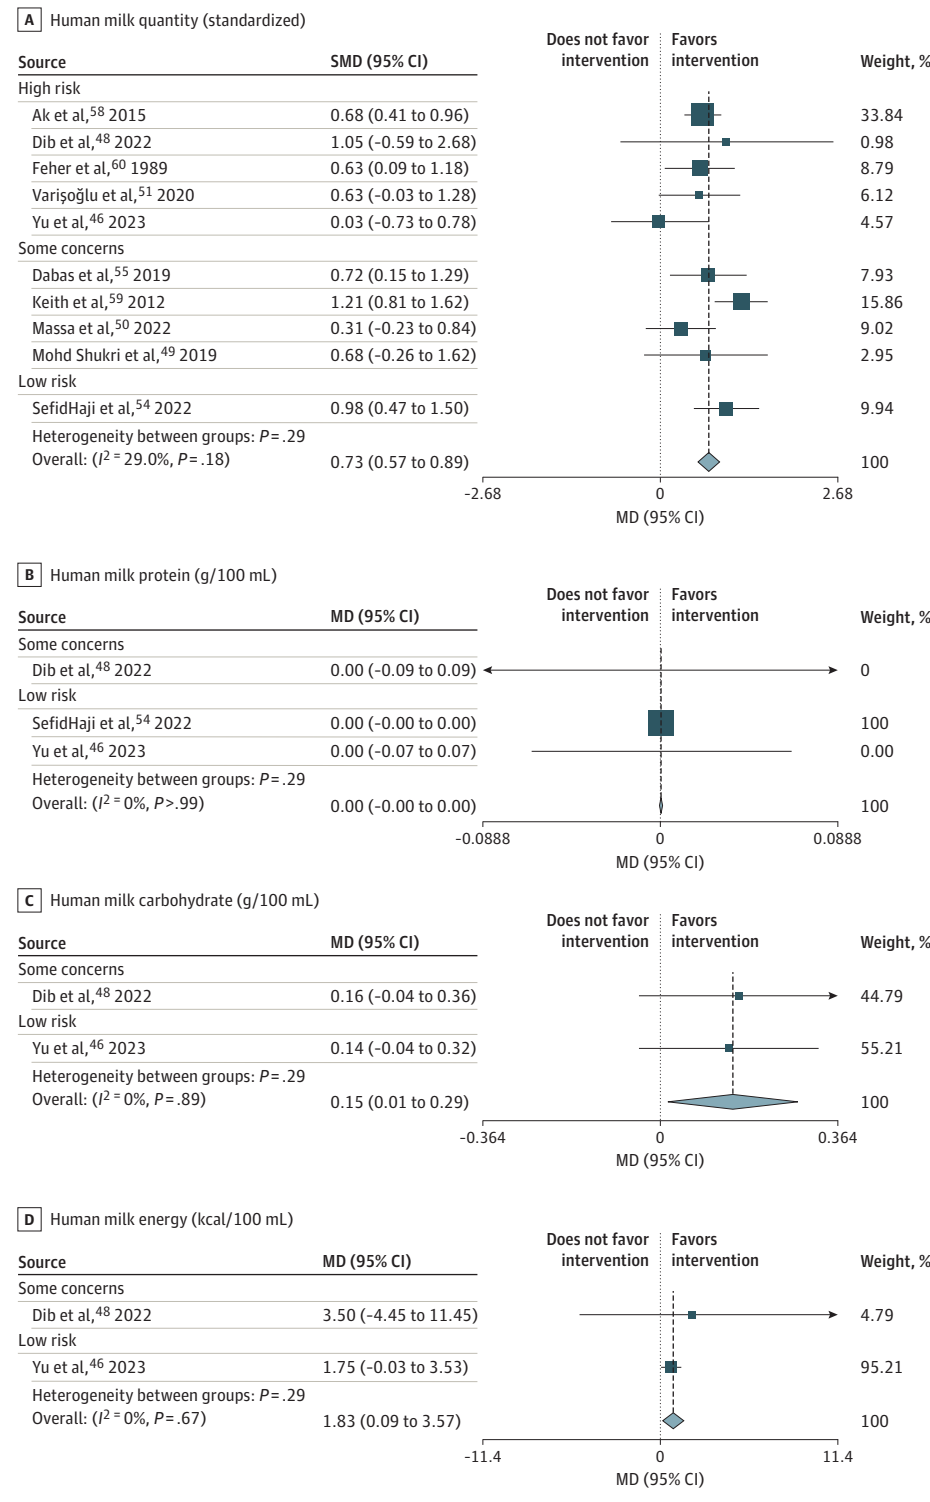 A Human milk quantity (standardized)
Does not favor intervention Favors intervention
Source SMD (95% CI) Weight, %
High risk
Ak et al,58 2015 0.68 (0.41 to 0.96) 33.84
Dib et al,48 2022 1.05 (-0.59 to 2.68) 0.98
Feher et al,60 1989 0.63 (0.09 to 1.18) 8.79
Varişoğlu et al,51 2020 0.63 (-0.03 to 1.28) 6.12
Yu et al,46 2023 0.03 (-0.73 to 0.78) 4.57
Some concerns
Dabas et al,55 2019 0.72 (0.15 to 1.29) 7.93
Keith et al,59 2012 1.21 (0.81 to 1.62) 15.86
Massa et al,50 2022 0.31 (-0.23 to 0.84) 9.02
Mohd Shukri et al,49 2019 0.68 (-0.26 to 1.62) 2.95
Low risk
SefidHaji et al,54 2022 0.98 (0.47 to 1.50) 9.94
Heterogeneity between groups: P=.29
Overall: (I2 = 29.0%, P=.18) 0.73 (0.57 to 0.89) 100
-2.68 0 2.68
MD (95% CI)
B Human milk protein (g/100 mL)
Does not favor intervention Favors intervention
Source MD (95% CI) Weight, %
Some concerns
Dib et al,48 2022 0.00 (-0.09 to 0.09) 0
Low risk
SefidHaji et al,54 2022 0.00 (-0.00 to 0.00) 100
Yu et al,46 2023 0.00 (-0.07 to 0.07) 0.00
Heterogeneity between groups: P=.29
Overall: (I2 = 0%, P>.99) 0.00 (-0.00 to 0.00) 100
-0.0888 0 0.0888
MD (95% CI)
C Human milk carbohydrate (g/100 mL)
Does not favor intervention Favors intervention
Source MD (95% CI) Weight, %
Some concerns
Dib et al,48 2022 0.16 (-0.04 to 0.36) 44.79
Low risk
Yu et al,46 2023 0.14 (-0.04 to 0.32) 55.21
Heterogeneity between groups: P=.29
Overall: (I2 = 0%, P=.89) 0.15 (0.01 to 0.29) 100
-0.364 0 0.364
MD (95% CI)
D Human milk energy (kcal/100 mL)
Does not favor intervention Favors intervention
Source MD (95% CI) Weight, %
Some concerns
Dib et al,48 2022 3.50 (-4.45 to 11.45) 4.79
Low risk
Yu et al,46 2023 1.75 (-0.03 to 3.53) 95.21
Heterogeneity between groups: P=.29
Overall: (I2 = 0%, P=.67) 1.83 (0.09 to 3.57) 100
-11.4 0 11.4
MD (95% CI)